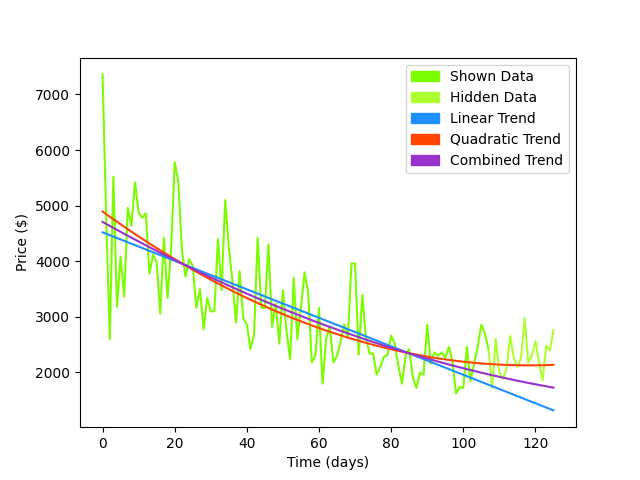 Shown Data
Hidden Data
Linear Trend
Quadratic Trend
Combined Trend
7000
6000
5000
4000
3000
2000
Price ($)
0 20 40 60 80 100 120
Time (days)